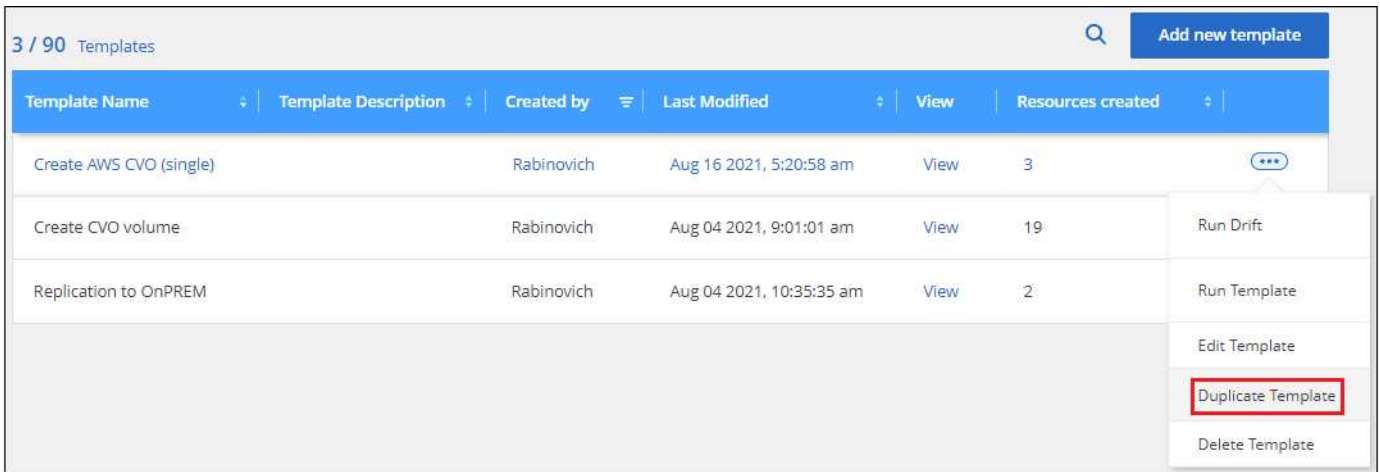 3 / 90 Templates
Add new template
Template Name Template Description Created by Last Modified View Resources created
Create AWS CVO (single) Rabinovich Aug 16 2021, 5:20:58 am View 3
Create CVO volume Rabinovich Aug 04 2021, 9:01:01 am View 19
Replication to OnPREM Rabinovich Aug 04 2021, 10:35:35 am View 2
Run Drift
Run Template
Edit Template
Duplicate Template
Delete Template